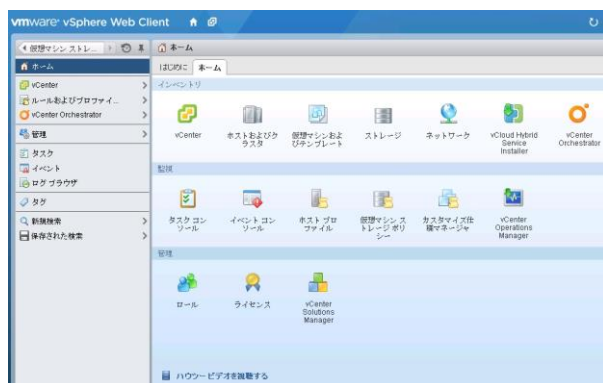 vmware® vSphere Web Client
仮想マシン ストレ...
ホーム
ホーム
はじめに ホーム
vCenter
ルールおよびプロファイ...
vCenter Orchestrator
管理
タスク
イベント
ログ ブラウザ
タグ
新規検索
保存された検索
インベントリ
vCenter
ホストおよびク
ラスタ
仮想マシンおよ
びテンプレート
ストレージ
ネットワーク
vCloud Hybrid
Service
Installer
vCenter
Orchestrator
監視
タスク コン
ソール
イベント コン
ソール
ホスト プロ
ファイル
仮想マシン ス
トレージ ポリ
シー
カスタマイズ仕
様マネージャ
vCenter
Operations
Manager
管理
ロール
ライセンス
vCenter
Solutions
Manager
ハウツー ビデオを視聴する